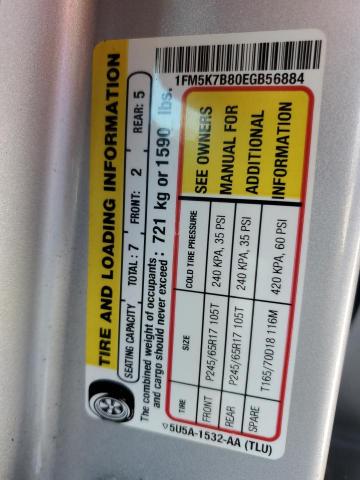 TIRE AND LOADING INFORMATION
SEATING CAPACITY TOTAL : 7 FRONT: 2 REAR: 5
The combined weight of occupants
and cargo should never exceed : 721 kg or 1590 lbs.
TIRE SIZE COLD TIRE PRESSURE
FRONT P245/65R17 105T 240 KPA, 35 PSI
REAR P245/65R17 105T 240 KPA, 35 PSI
SPARE T165/70D18 116M 420 KPA, 60 PSI
SEE OWNERS
MANUAL FOR
ADDITIONAL
INFORMATION
5U5A-1532-AA (TLU)
1FM5K7B80EGB56884